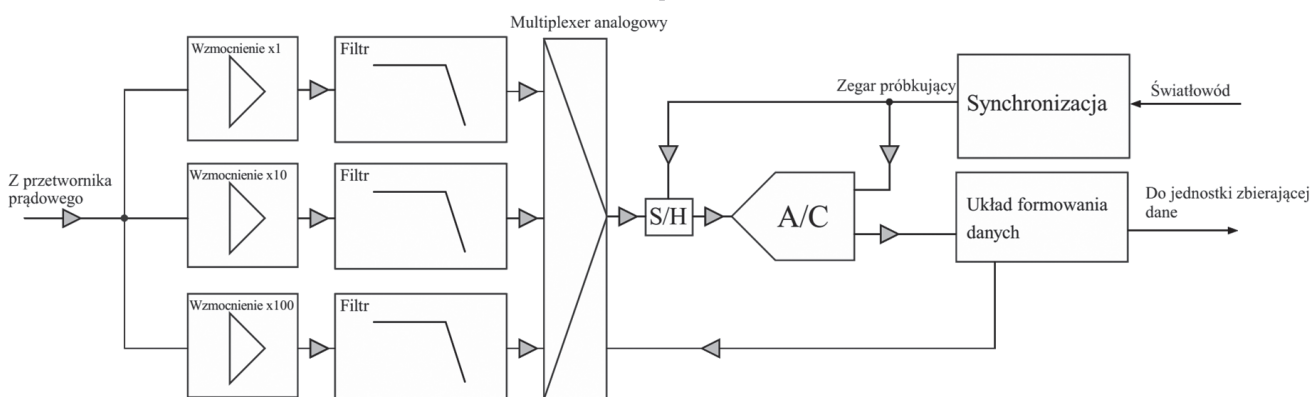 Multiplexer analogowy
Wzmocnienie x1
Filtr
Zegar próbkujący
Synchronizacja
Światłowód
Z przetwornika
prądowego
Wzmocnienie x10
Filtr
S/H
A/C
Układ formowania
danych
Do jednostki zbierającej
dane
Wzmocnienie x100
Filtr